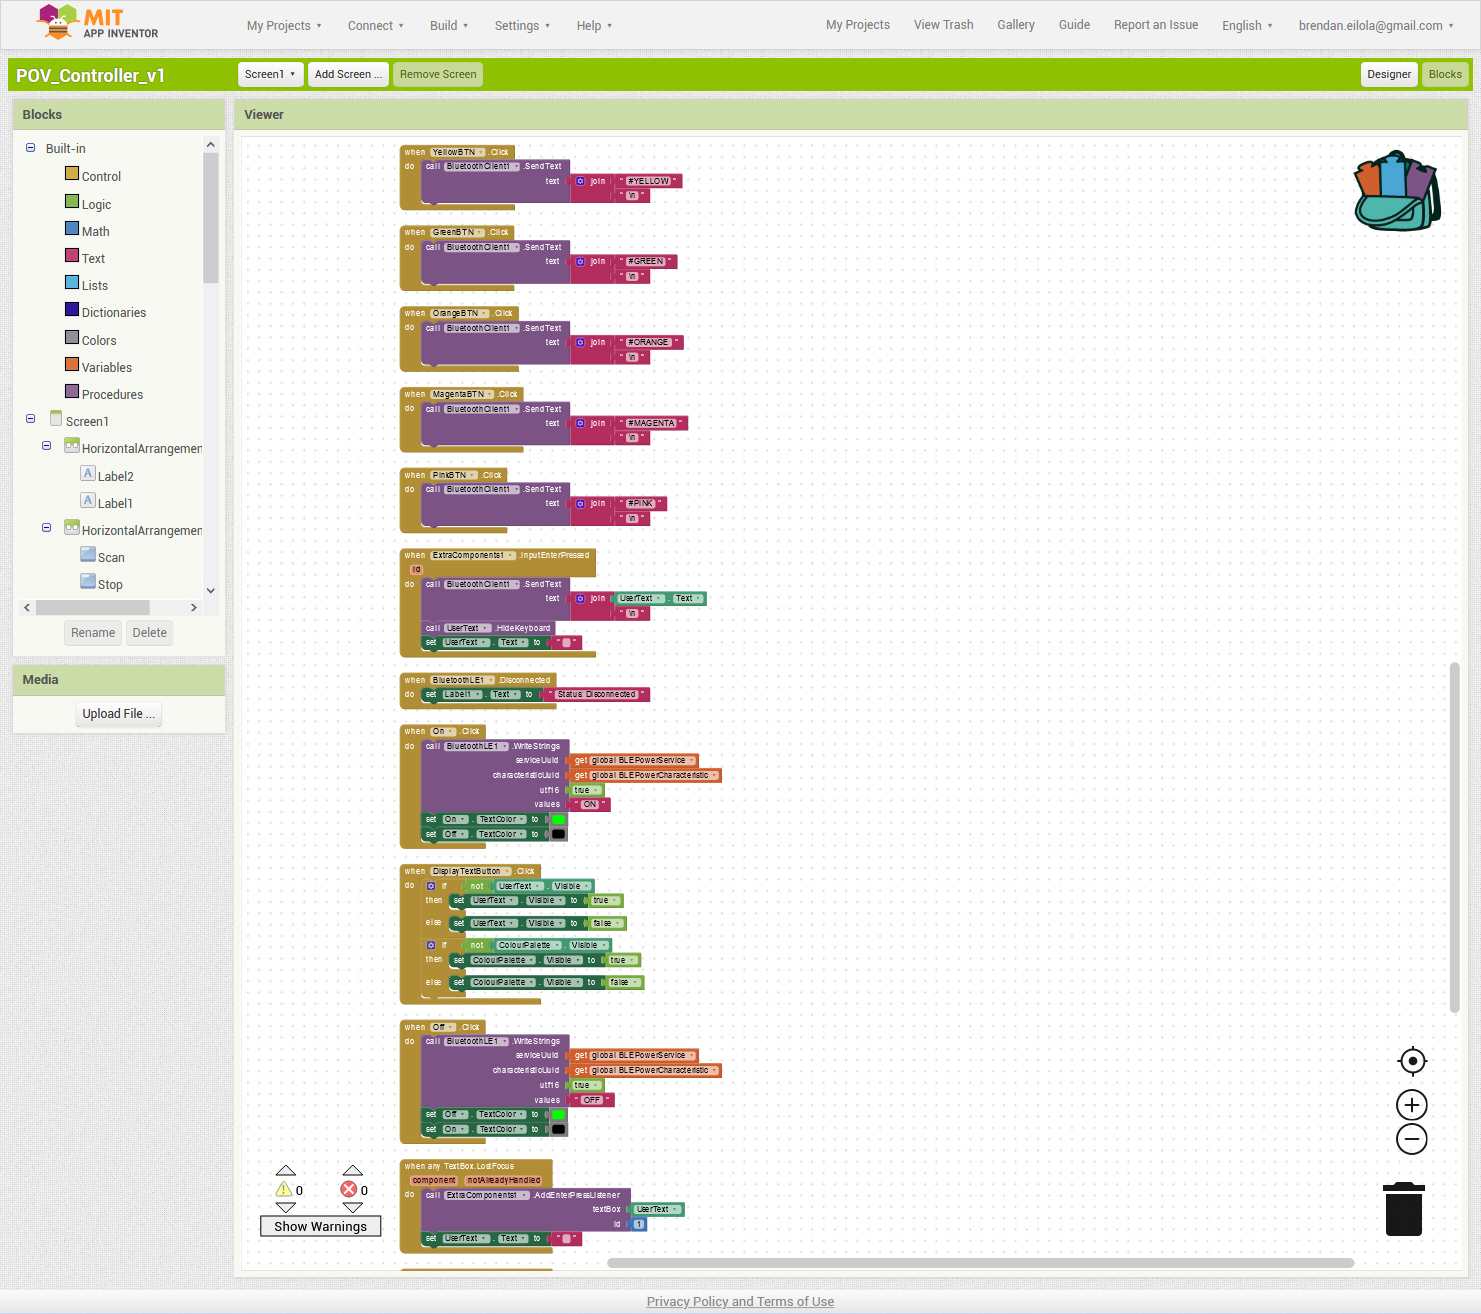 MIT
APP INVENTOR
My Projects
Connect
Build
Settings
Help
My Projects
View Trash
Gallery
Guide
Report an Issue
English
brendan.eilola@gmail.com
POV_Controller_v1
Screen1
Add Screen ...
Remove Screen
Designer
Blocks
Blocks
Built-in
Control
Logic
Math
Text
Lists
Dictionaries
Colors
Variables
Procedures
Screen1
HorizontalArrangemen
Label2
Label1
HorizontalArrangemen
Scan
Stop
Rename
Delete
Media
Upload File ...
Viewer
when YellowBTN .Click
do call BluetoothClient1 .SendText
text join " #YELLOW "
" \n "
when GreenBTN .Click
do call BluetoothClient1 .SendText
text join " #GREEN "
" \n "
when OrangeBTN .Click
do call BluetoothClient1 .SendText
text join " #ORANGE "
" \n "
when MagentaBTN .Click
do call BluetoothClient1 .SendText
text join " #MAGENTA "
" \n "
when PinkBTN .Click
do call BluetoothClient1 .SendText
text join " #PINK "
" \n "
when ExtraComponents1 .InputEnterPressed
id
do call BluetoothClient1 .SendText
text join UserText . Text
" \n "
call UserText .HideKeyboard
set UserText . Text to " "
when BluetoothLE1 .Disconnected
do set Label1 . Text to " Status: Disconnected "
when On .Click
do call BluetoothLE1 .WriteStrings
serviceUuid get global BLEPowerService
characteristicUuid get global BLEPowerCharacteristic
utf16 true
values " ON "
set On . TextColor to
set Off . TextColor to
when DisplayTextButton .Click
do if not UserText . Visible
then set UserText . Visible to true
else set UserText . Visible to false
if not ColourPalette . Visible
then set ColourPalette . Visible to true
else set ColourPalette . Visible to false
when Off .Click
do call BluetoothLE1 .WriteStrings
serviceUuid get global BLEPowerService
characteristicUuid get global BLEPowerCharacteristic
utf16 true
values " OFF "
set Off . TextColor to
set On . TextColor to
when any TextBox.LostFocus
component notAlreadyHandled
do call ExtraComponents1 .AddEnterPressListener
textBox UserText
id 1
set UserText . Text to " "
0
0
Show Warnings
Privacy Policy and Terms of Use